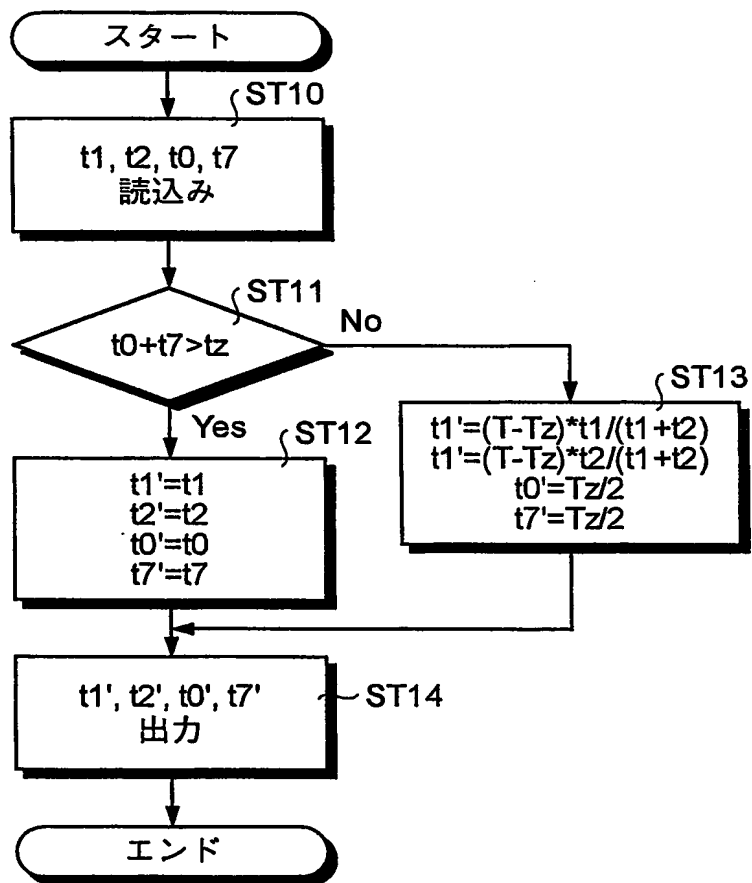 スタート
ST10
t1, t2, t0, t7
読込み
ST11
t0+t7>tz
No
Yes
ST12
t1'=t1
t2'=t2
t0'=t0
t7'=t7
ST13
t1'=(T-Tz)*t1/(t1+t2)
t1'=(T-Tz)*t2/(t1+t2)
t0'=Tz/2
t7'=Tz/2
t1', t2', t0', t7'
出力
ST14
エンド